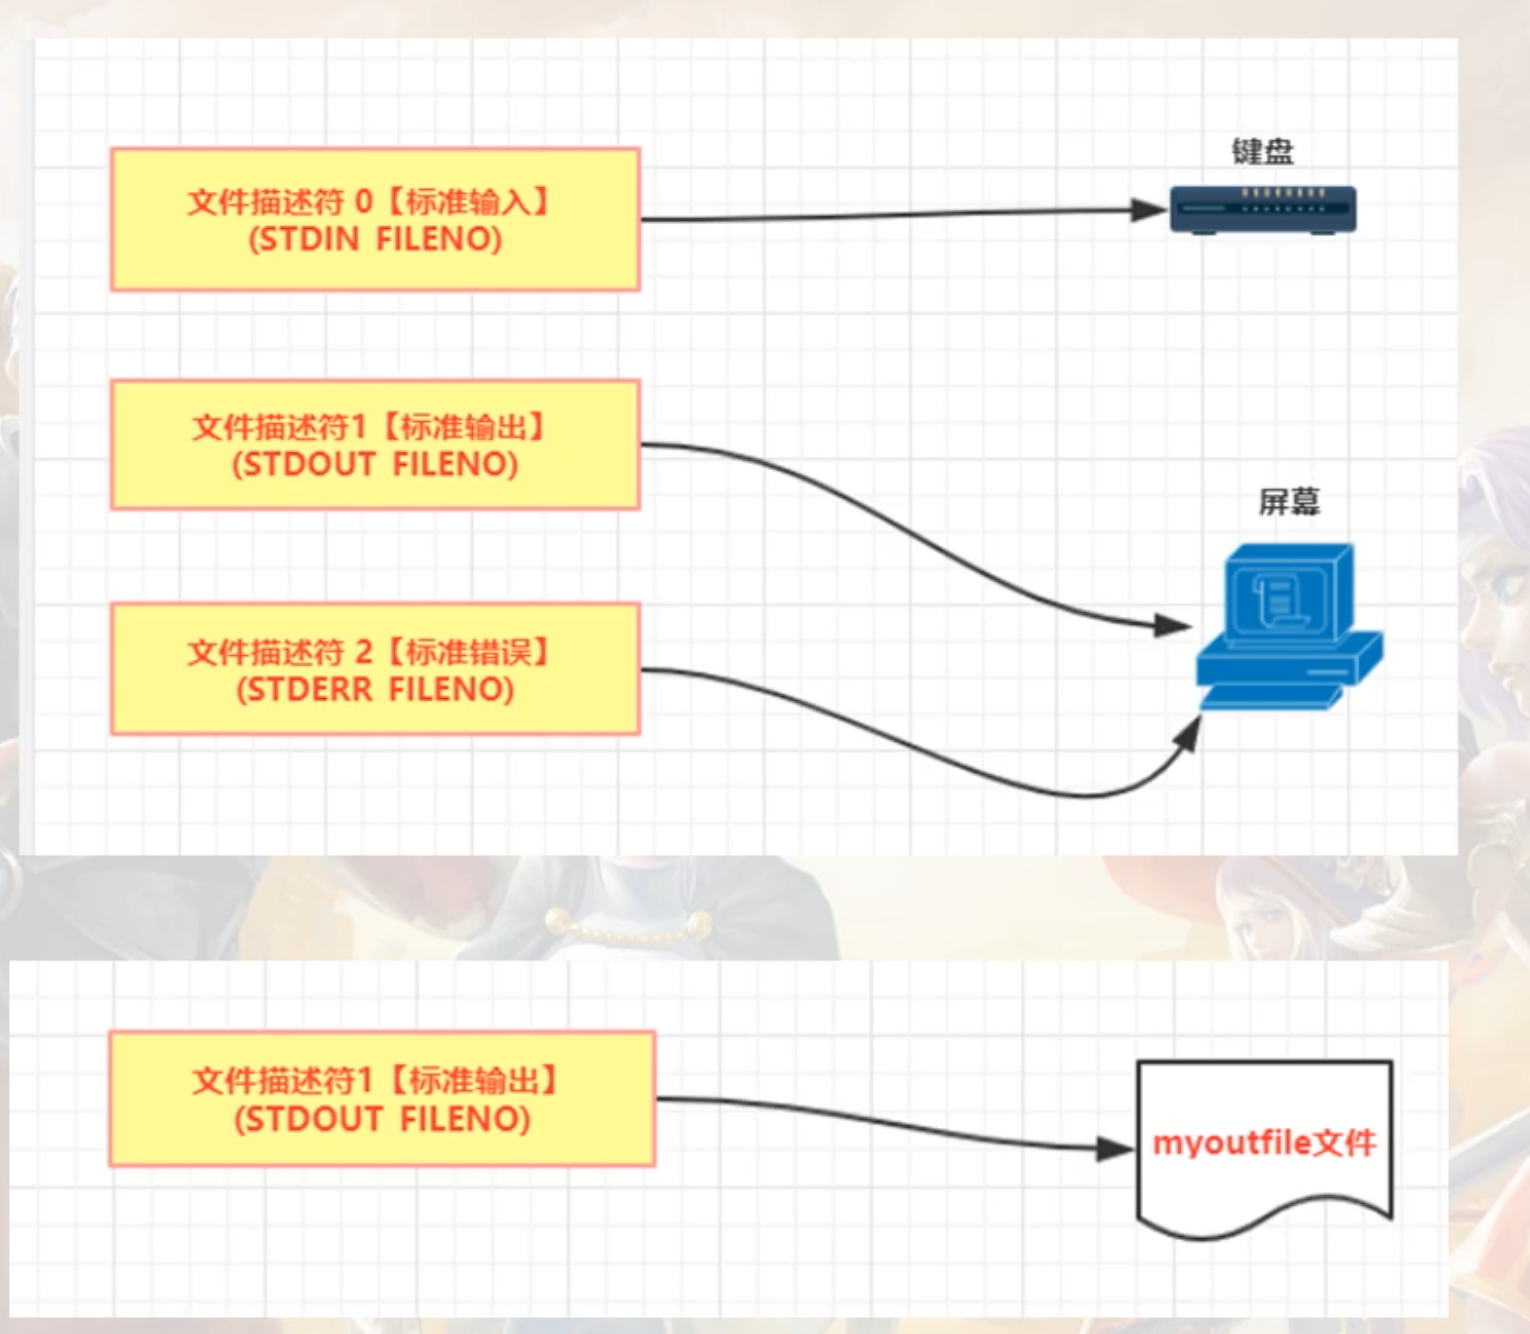 键盘
文件描述符 0【标准输入】
(STDIN FILENO)
文件描述符1【标准输出】
(STDOUT FILENO)
屏幕
文件描述符 2【标准错误】
(STDERR FILENO)
文件描述符1【标准输出】
(STDOUT FILENO)
myoutfile文件